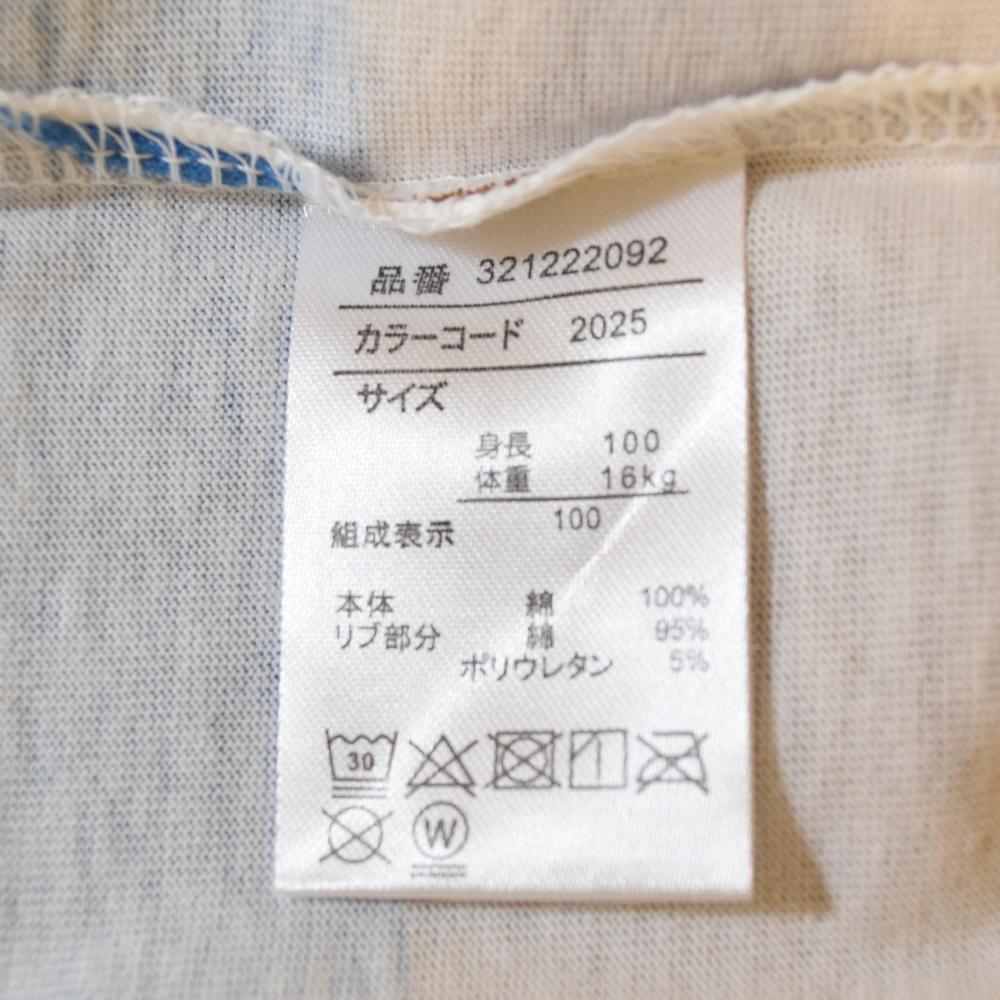 品番 321222092
カラーコード 2025
サイズ
身長 100
体重 16kg
100
組成表示
本体 綿 100%
リブ部分 綿 95%
ポリウレタン 5%
30
W